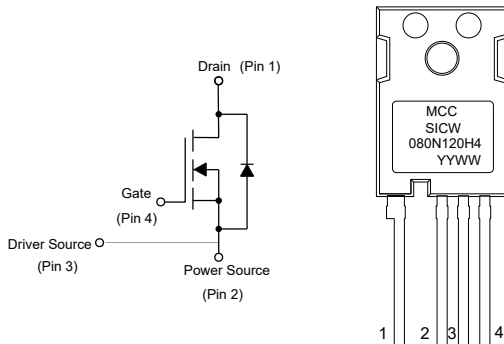 Drain (Pin 1)
Gate
(Pin 4)
Driver Source
(Pin 3)
Power Source
(Pin 2)
MCC
SICW
080N120H4
YYWW
1 2 3 4